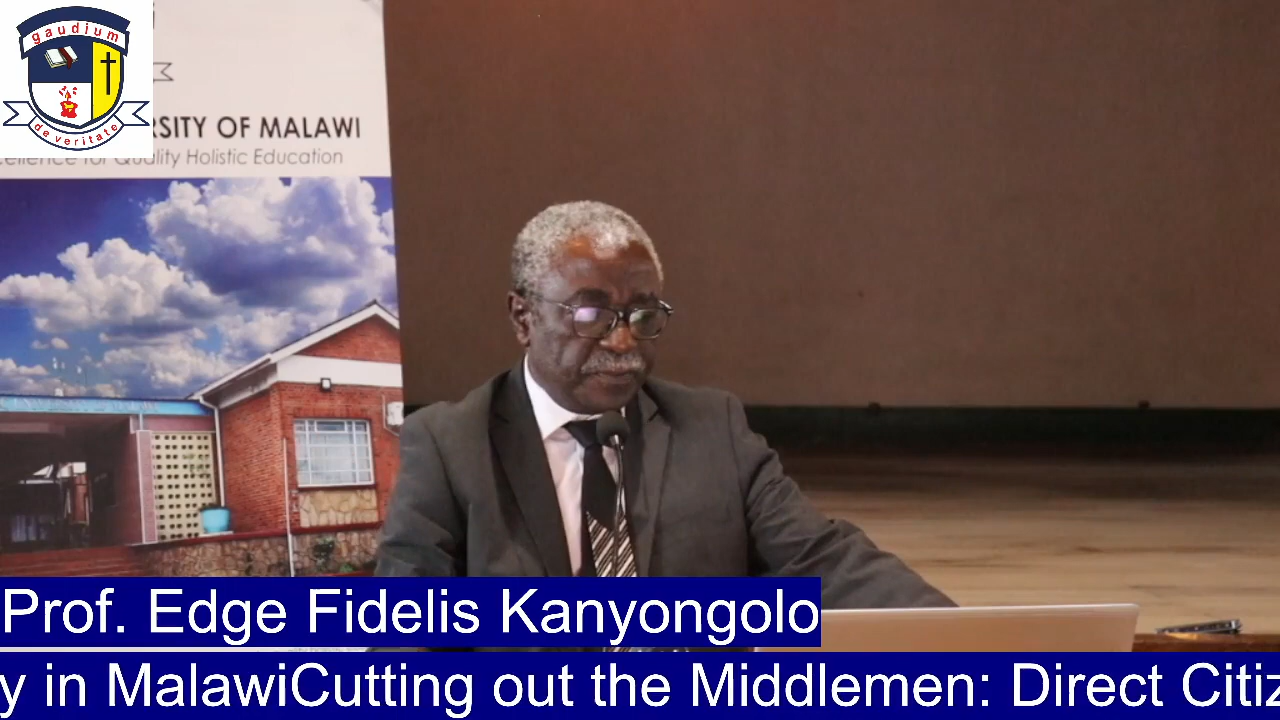 gaudium
de veritate
RSITY OF MALAWI
cellence for Quality Holistic Education
Prof. Edge Fidelis Kanyongolo
y in MalawiCutting out the Middlemen: Direct Citiz